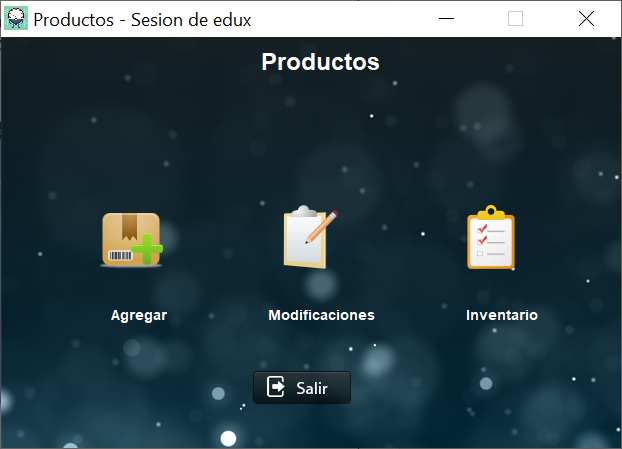 Productos - Sesion de edux
Productos
Agregar
Modificaciones
Inventario
Salir